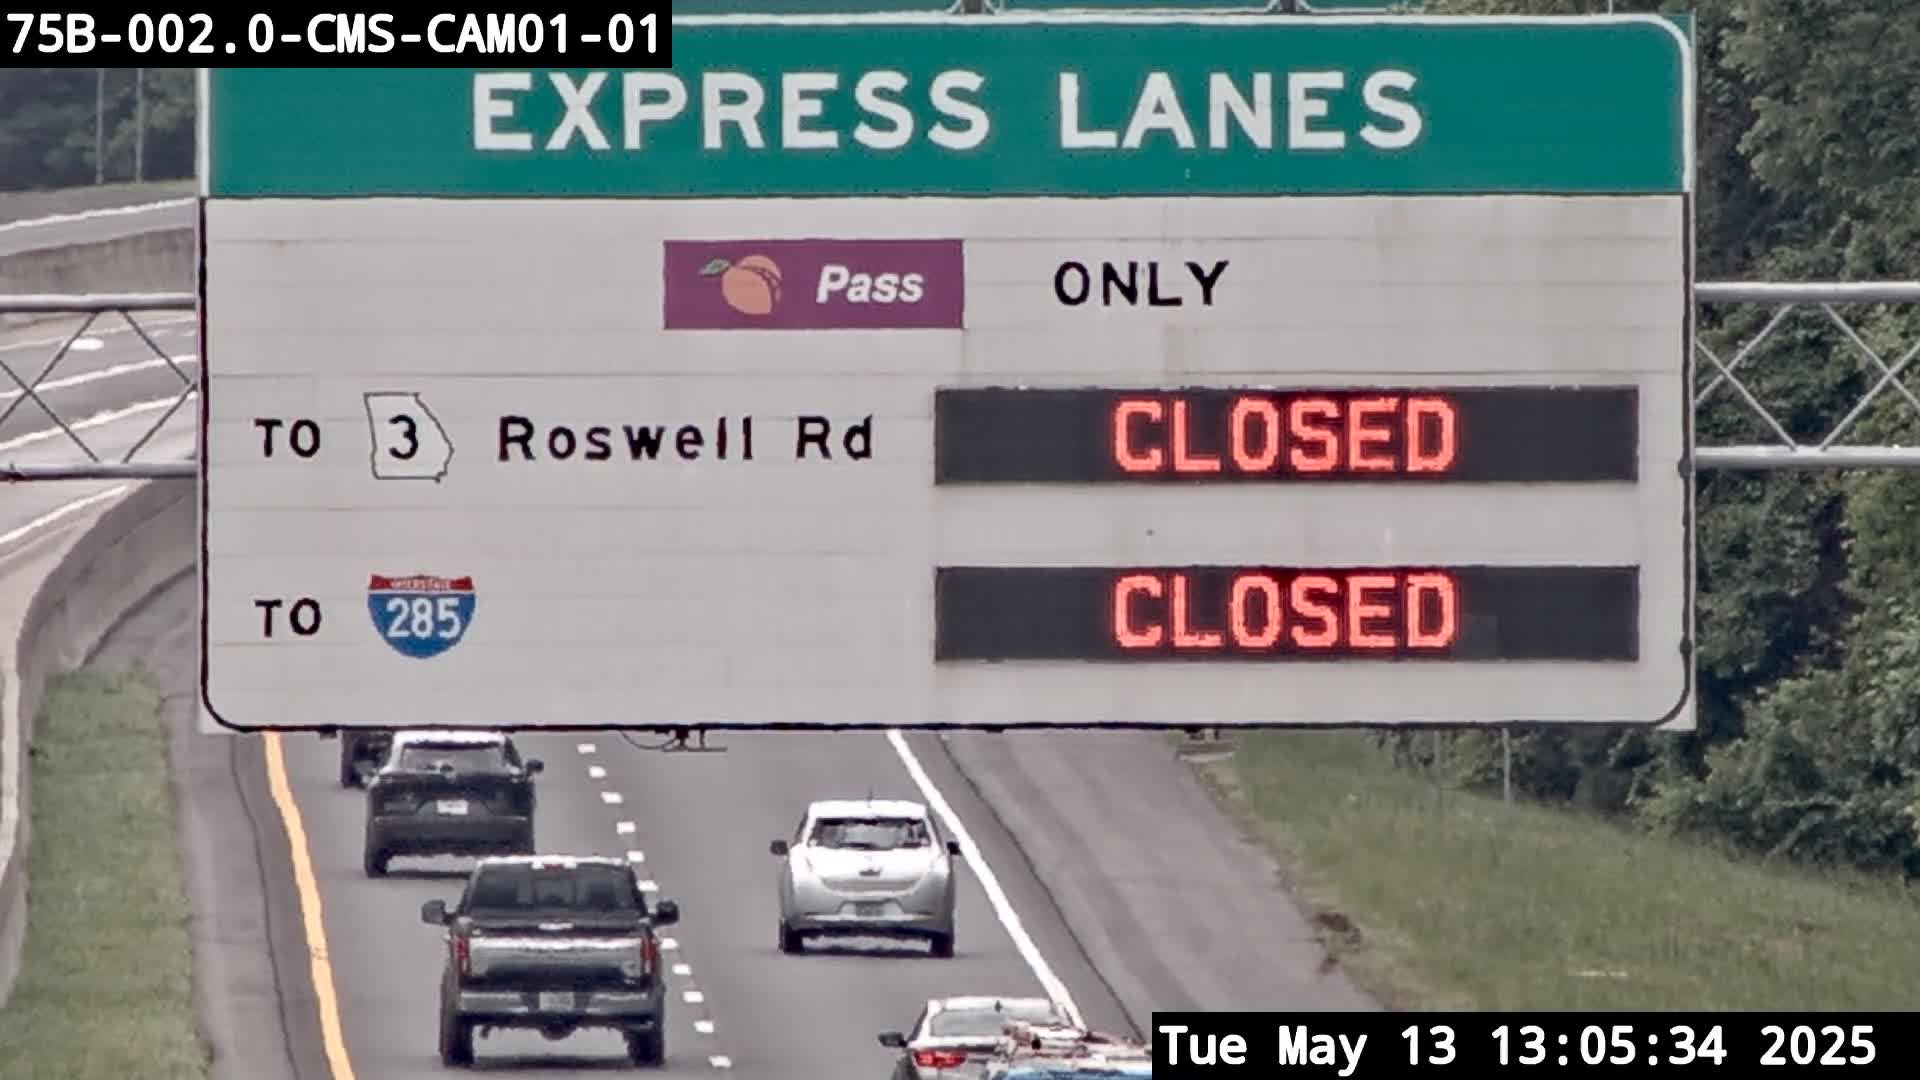 75B-002.0-CMS-CAM01-01
EXPRESS LANES
Pass ONLY
TO 3 Roswell Rd CLOSED
TO INTERSTATE 285 CLOSED
Tue May 13 13:05:34 2025